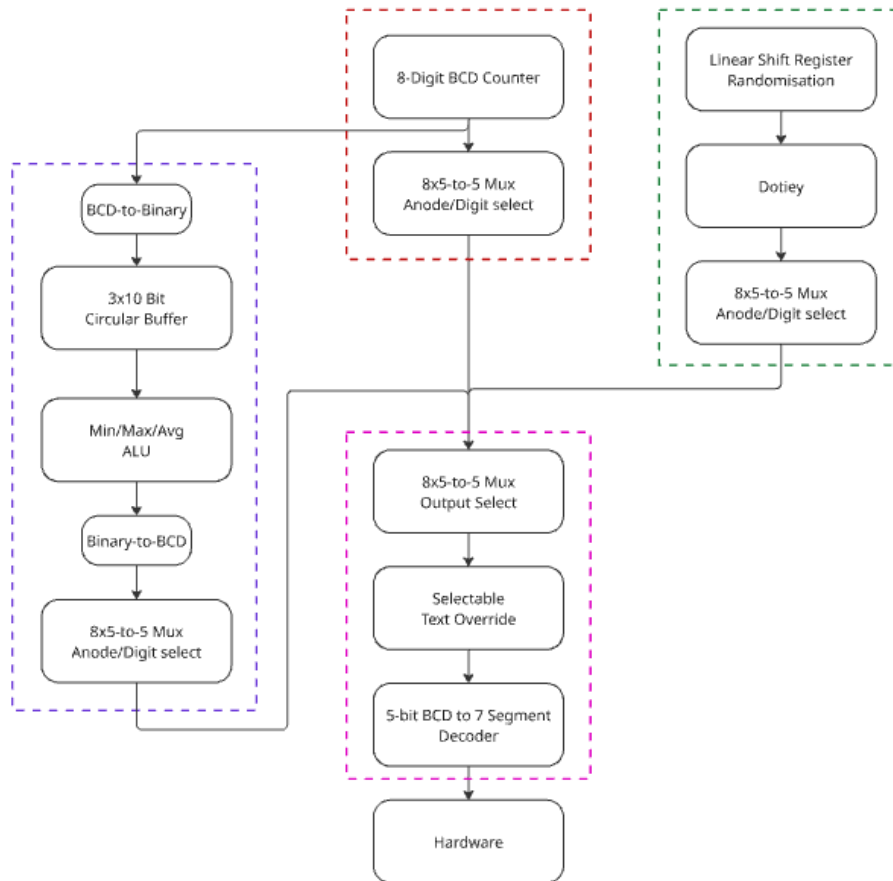 8-Digit BCD Counter
8x5-to-5 Mux
Anode/Digit select
Linear Shift Register
Randomisation
Dotiey
8x5-to-5 Mux
Anode/Digit select
BCD-to-Binary
3x10 Bit
Circular Buffer
Min/Max/Avg
ALU
Binary-to-BCD
8x5-to-5 Mux
Anode/Digit select
8x5-to-5 Mux
Output Select
Selectable
Text Override
5-bit BCD to 7 Segment
Decoder
Hardware